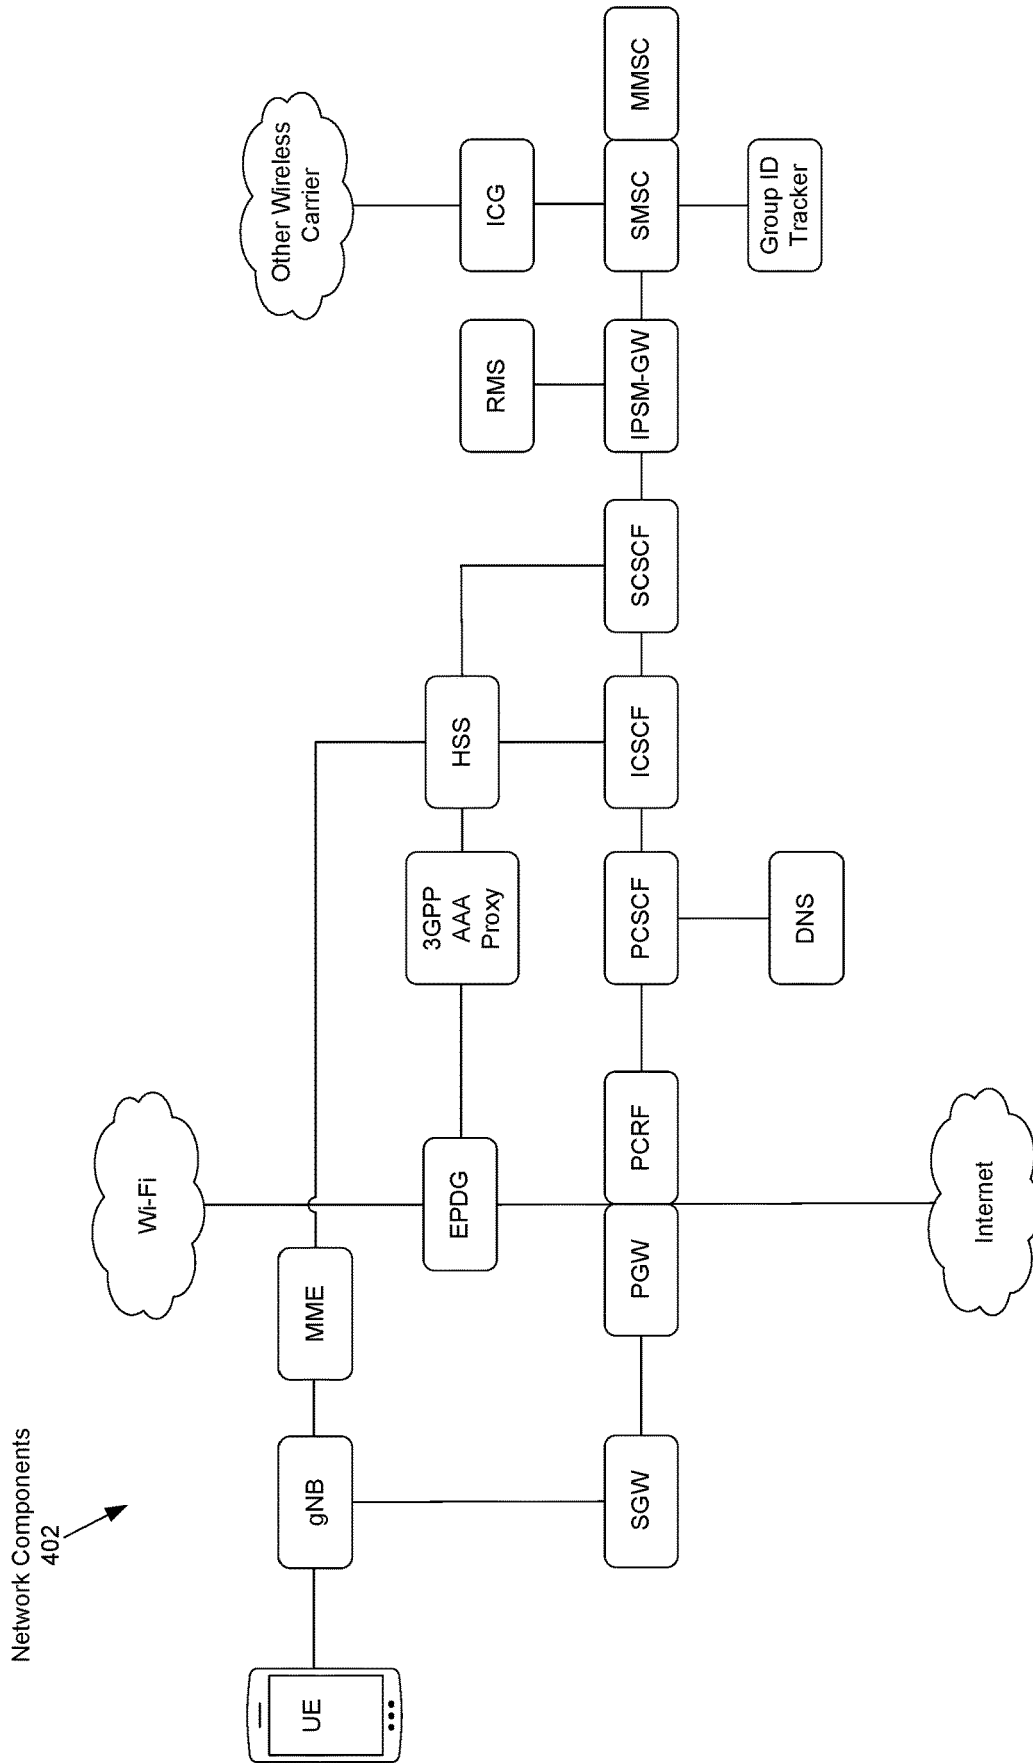 Network Components
402
Wi-Fi
Other Wireless
Carrier
UE
gNB
MME
EPDG
3GPP
AAA
Proxy
HSS
RMS
ICG
SGW
PGW
PCRF
PCSCF
ICSCF
SCSCF
IPSM-GW
SMSC
MMSC
Internet
DNS
Group ID
Tracker